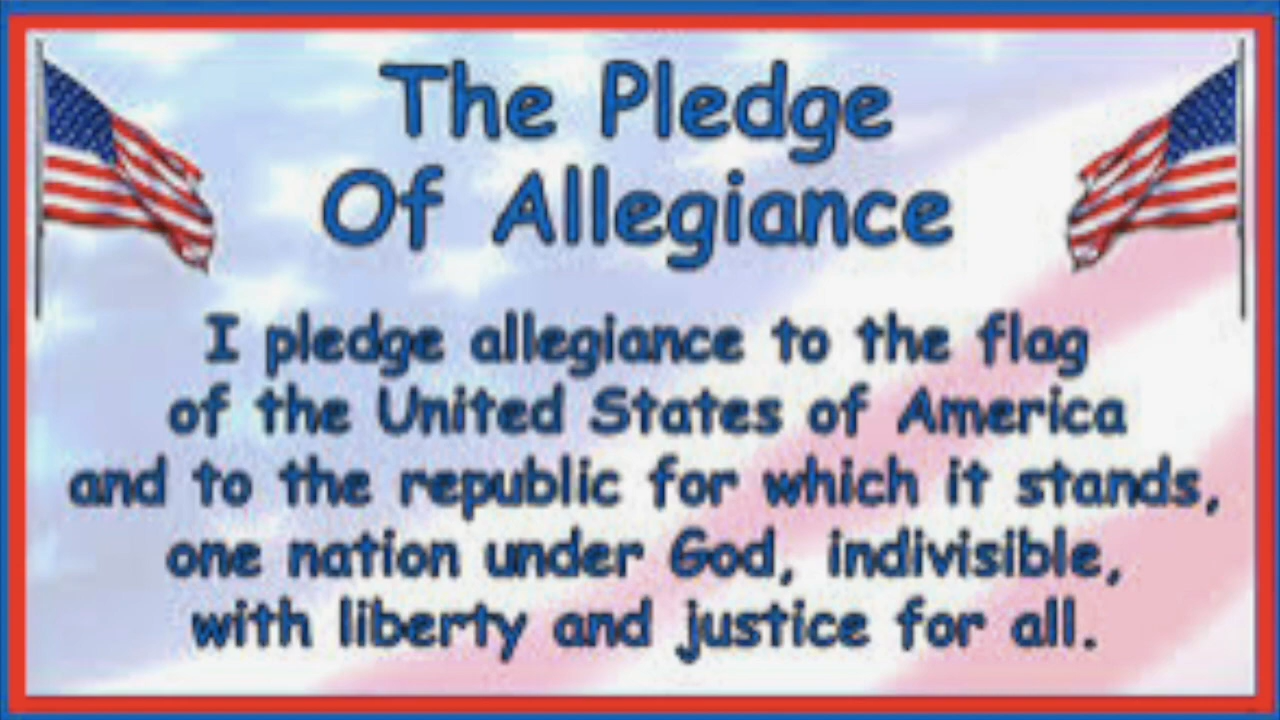 The Pledge
Of Allegiance
I pledge allegiance to the flag
of the United States of America
and to the republic for which it stands,
one nation under God, indivisible,
with liberty and justice for all.